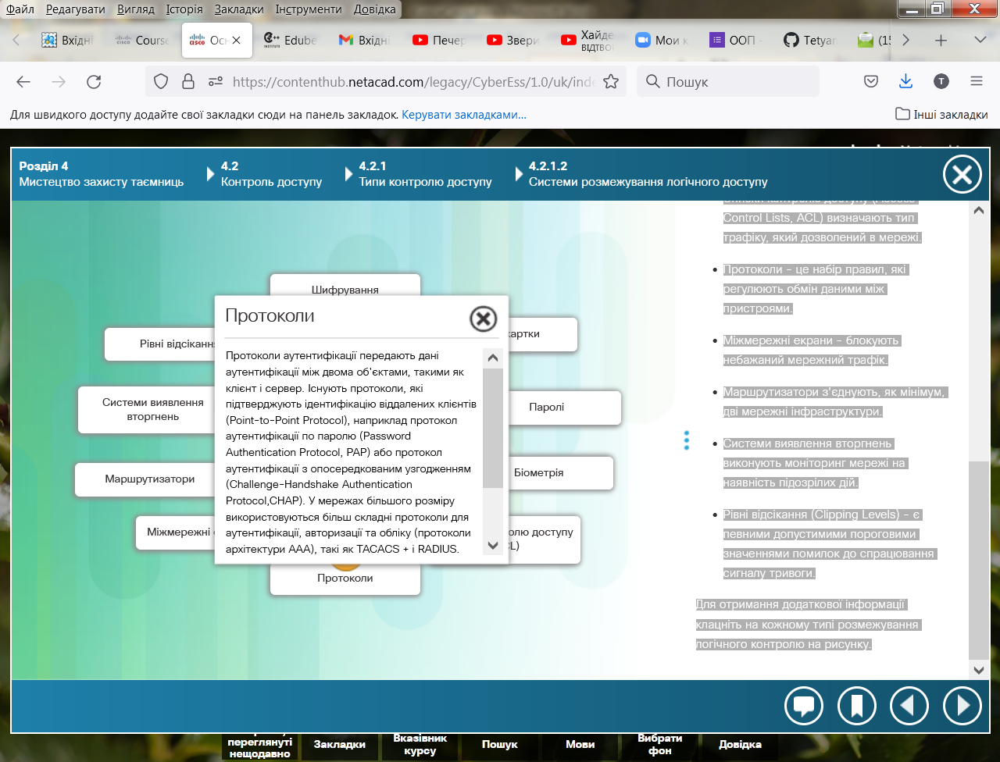 Файл Редагувати Вигляд Історія Закладки Інструменти Довідка
Вхідні Course Осн Edube Вхідні Печер Звери Хайде Мои к ООП - Tetyan (15
ВІДТВО
https://contenthub.netacad.com/legacy/CyberEss/1.0/uk/inde Пошук T
Для швидкого доступу додайте свої закладки сюди на панель закладок. Керувати закладками... Інші закладки
Розділ 4 4.2 4.2.1 4.2.1.2
Мистецтво захисту таємниць Контроль доступу Типи контролю доступу Системи розмежування логічного доступу
Control Lists, ACL) визначають тип
трафіку, який дозволений в мережі.
Протоколи - це набір правил, які
регулюють обмін даними між
пристроями.
Міжмережні екрани - блокують
небажаний мережний трафік.
Маршрутизатори з'єднують, як мінімум,
дві мережні інфраструктури.
Системи виявлення вторгнень
виконують моніторинг мережі на
наявність підозрілих дій.
Рівні відсікання (Clipping Levels) - є
певними допустимими пороговими
значеннями помилок до спрацювання
сигналу тривоги.
Для отримання додаткової інформації
клацніть на кожному типі розмежування
логічного контролю на рисунку.
Шифрування
картки
Рівні відсікання
Системи виявлення
вторгнень
Паролі
Біометрія
Маршрутизатори
Міжмережні
олю доступу
CL)
Протоколи
Протоколи
Протоколи аутентифікації передають дані
аутентифікації між двома об'єктами, такими як
клієнт і сервер. Існують протоколи, які
підтверджують ідентифікацію віддалених клієнтів
(Point-to-Point Protocol), наприклад протокол
аутентифікації по паролю (Password
Authentication Protocol, PAP) або протокол
аутентифікації з опосередкованим узгодженням
(Challenge-Handshake Authentication
Protocol,CHAP). У мережах більшого розміру
використовуються більш складні протоколи для
аутентифікації, авторизації та обліку (протоколи
архітектури AAA), такі як TACACS + і RADIUS.
переглянуті
нещодавно
Закладки
Вказівник
курсу
Пошук
Мови
Вибрати
фон
Довідка